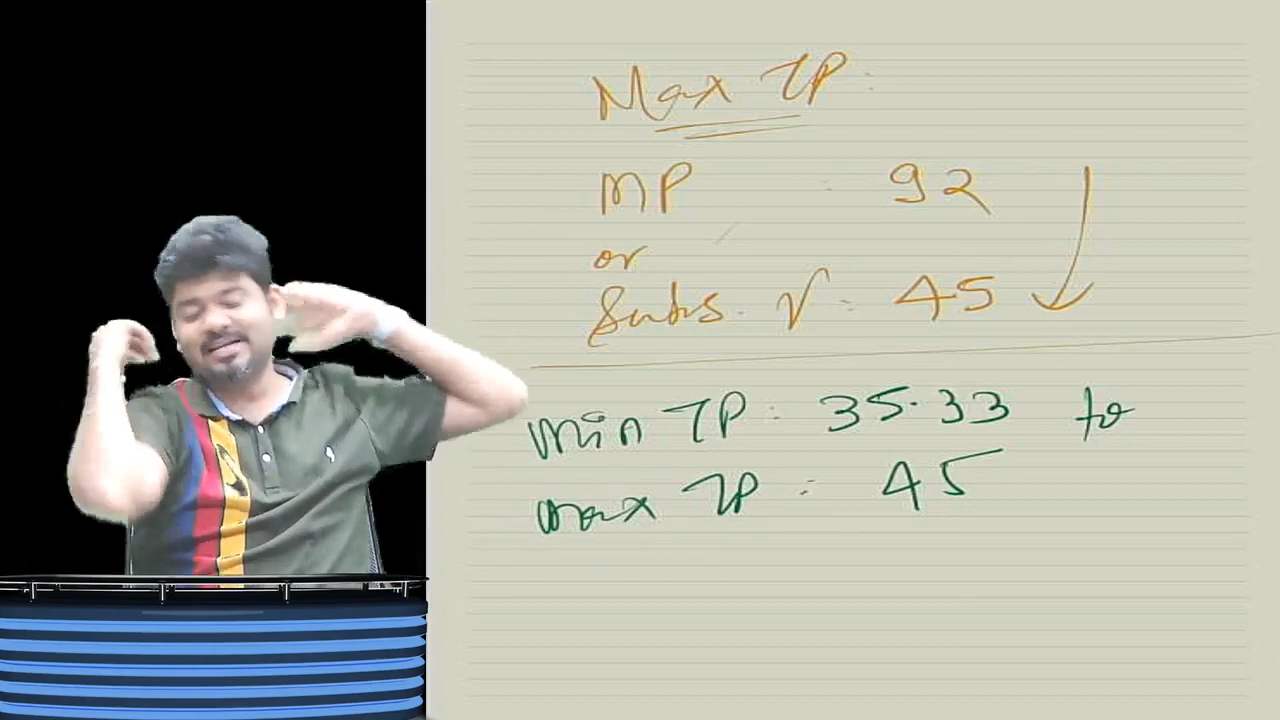 Max TP:
MP : 92
or
Subs. V: 45
Min TP: 35.33 to
Max TP: 45